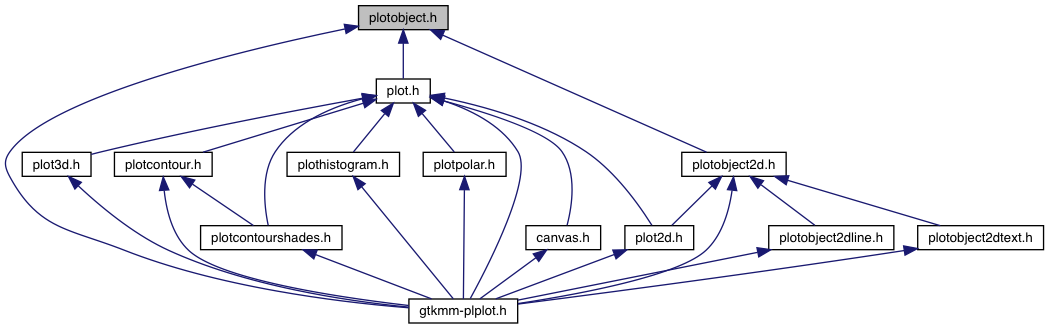 plotobject.h
plot.h
plot3d.h
plotcontour.h
plothistogram.h
plotpolar.h
plotobject2d.h
plotcontourshades.h
canvas.h
plot2d.h
plotobject2dline.h
plotobject2dtext.h
gtkmm-plplot.h